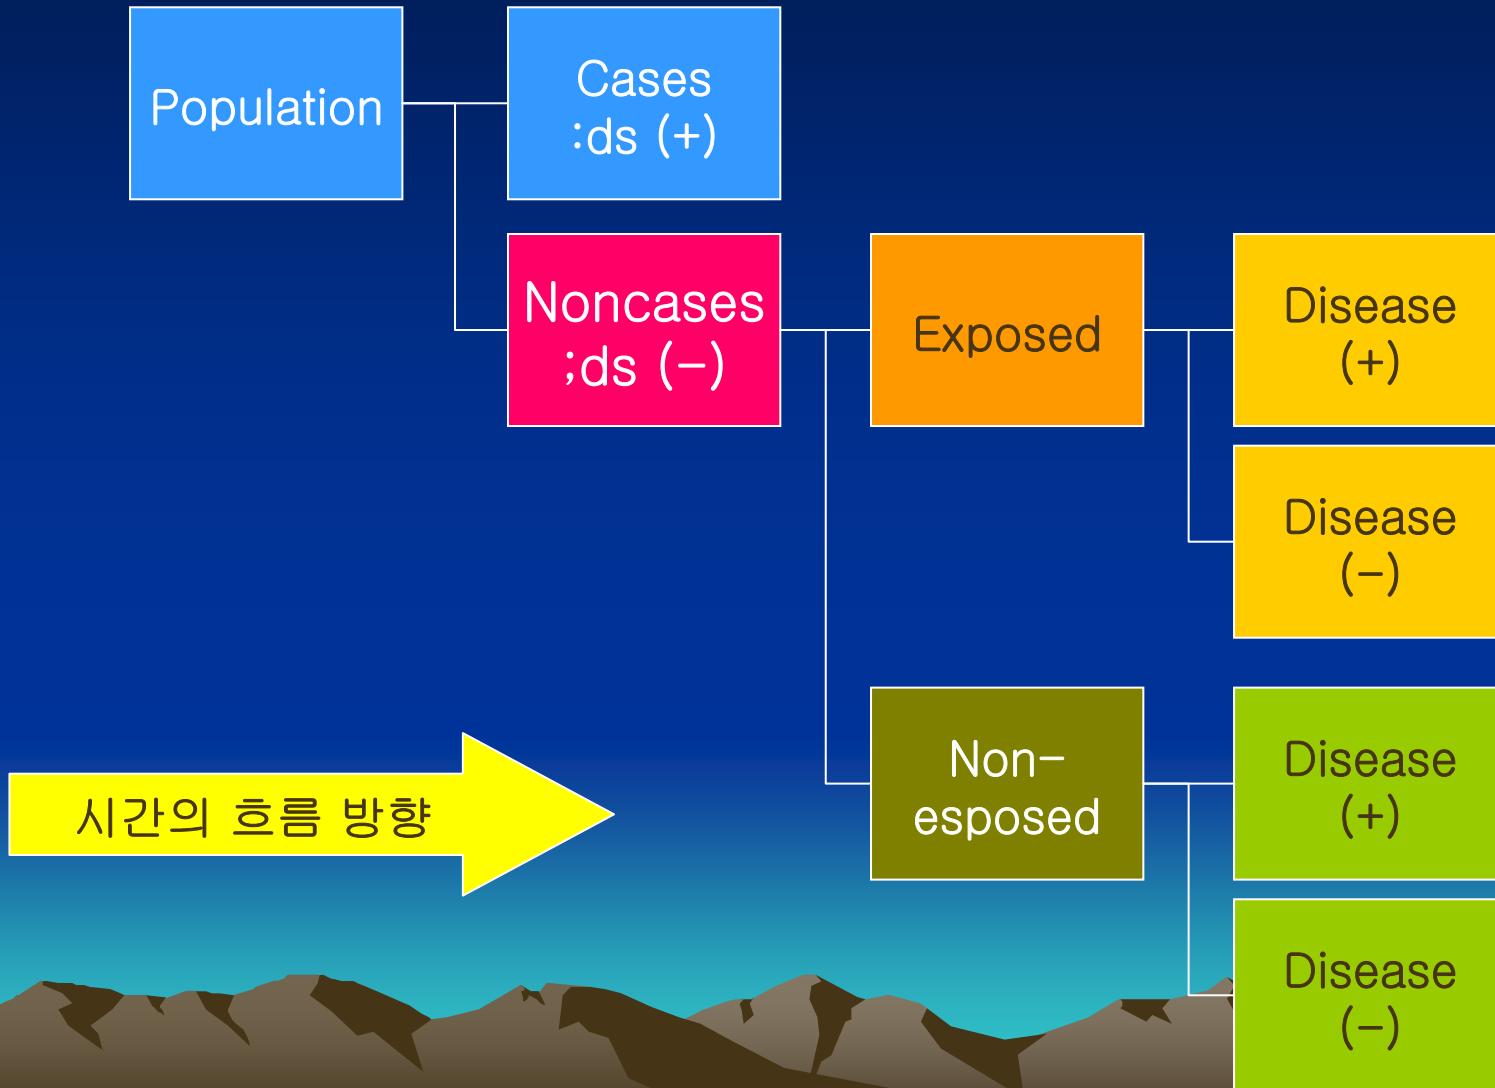 Population
Cases
:ds (+)
Noncases
;ds (-)
Exposed
Disease
(+)
Disease
(-)
Non-
esposed
Disease
(+)
Disease
(-)
시간의 흐름 방향